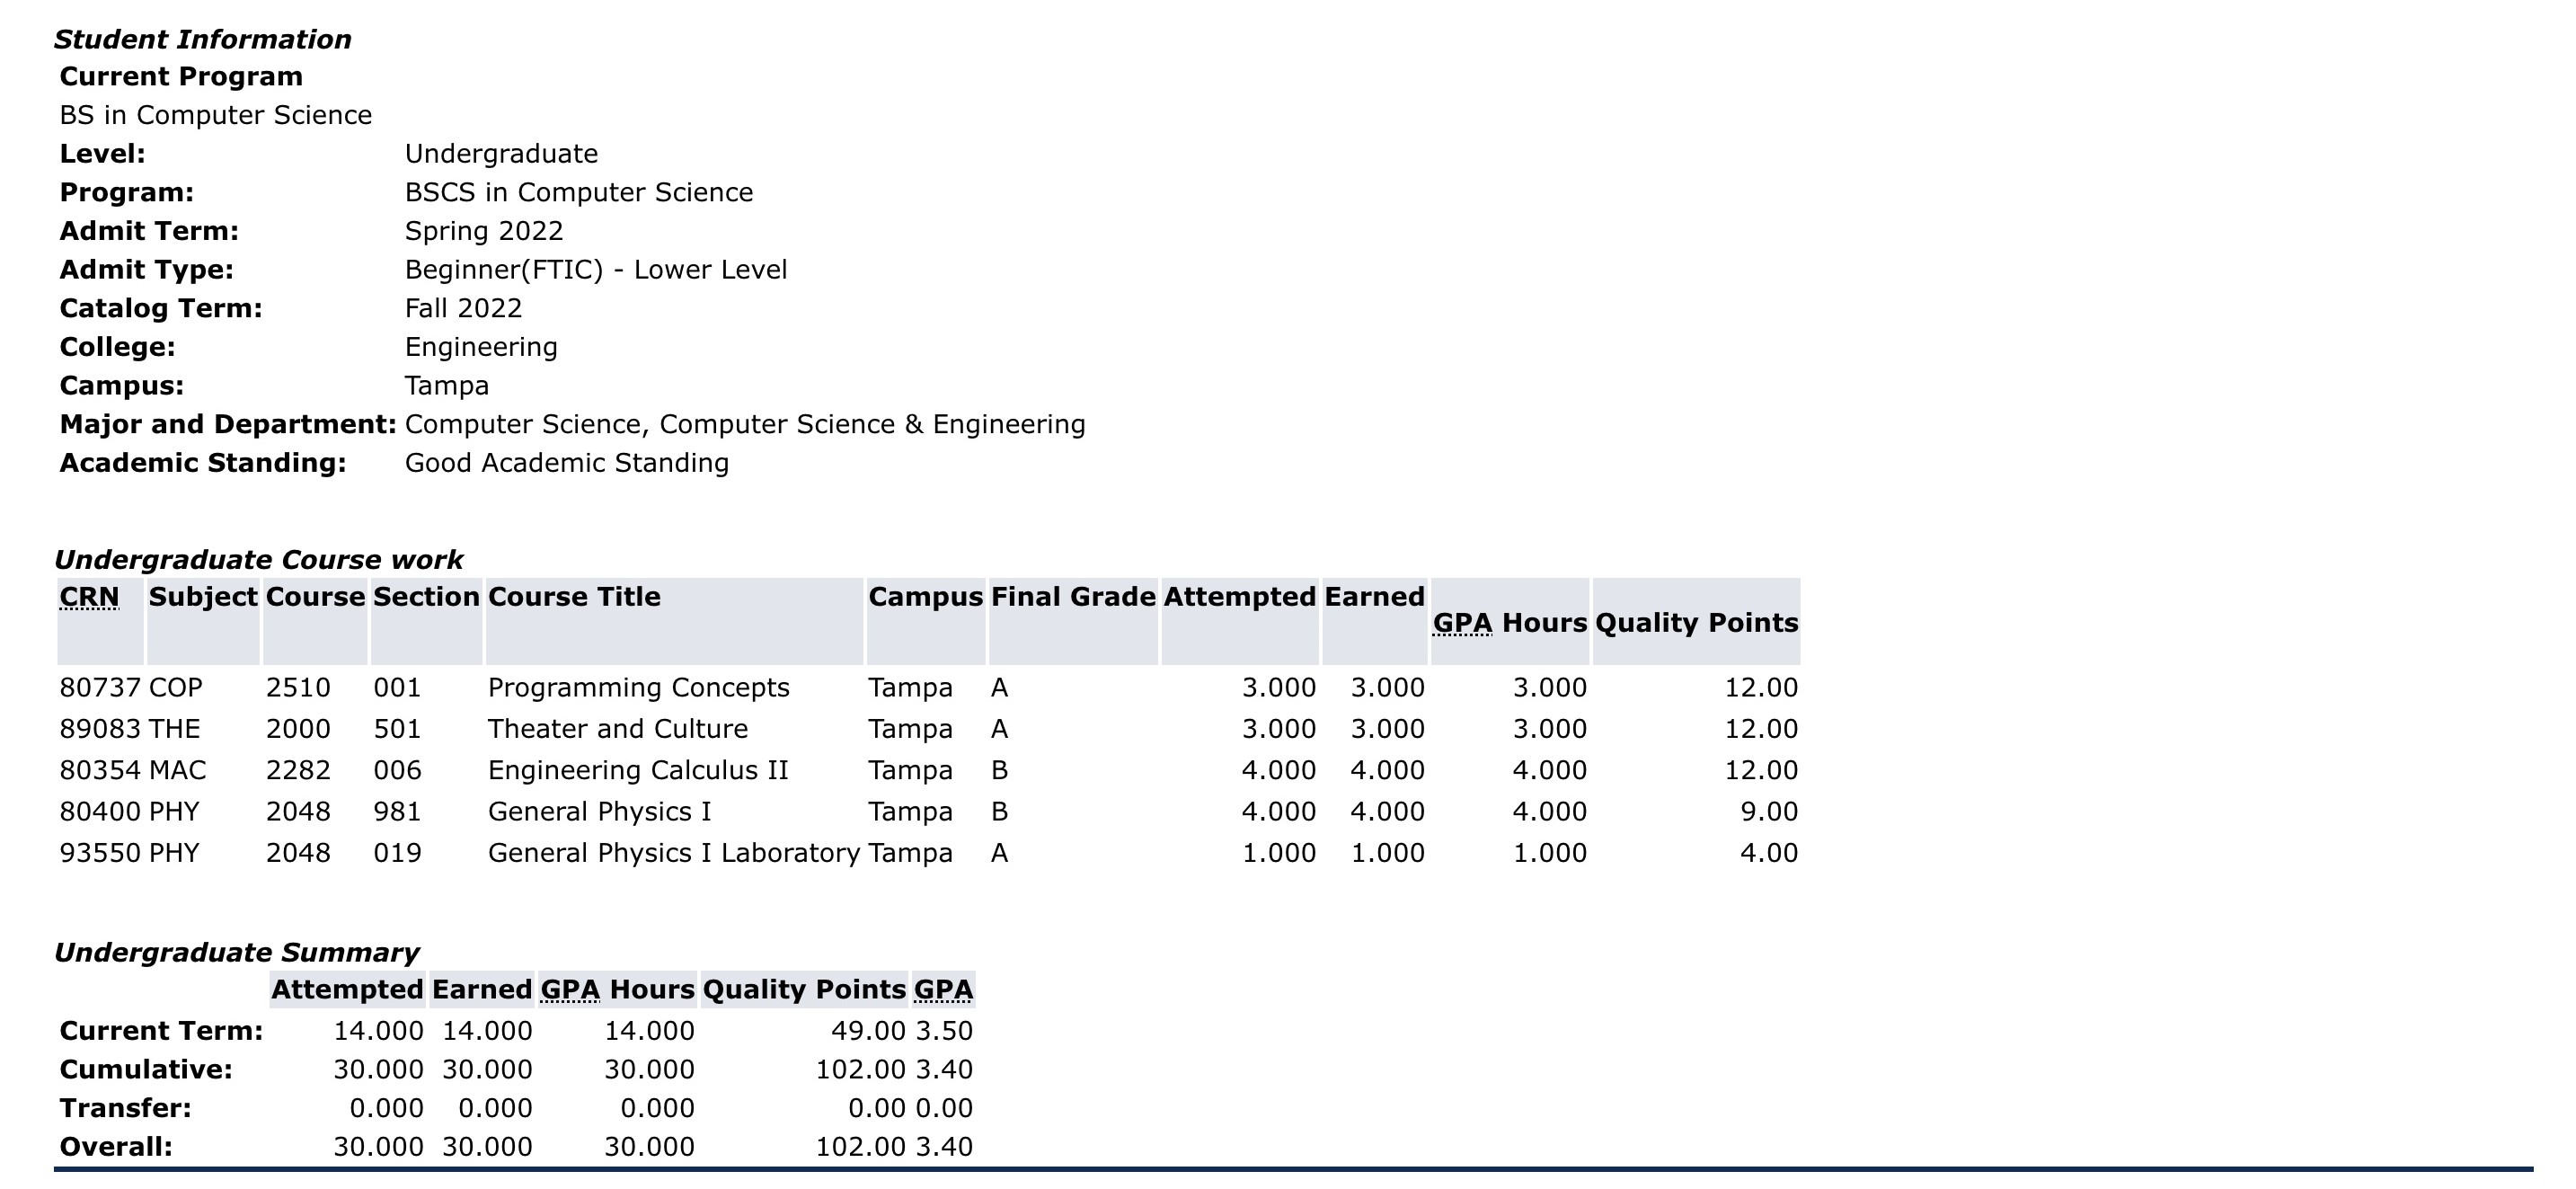 Student Information
Current Program
BS in Computer Science
Level: Undergraduate
Program: BSCS in Computer Science
Admit Term: Spring 2022
Admit Type: Beginner(FTIC) - Lower Level
Catalog Term: Fall 2022
College: Engineering
Campus: Tampa
Major and Department: Computer Science, Computer Science & Engineering
Academic Standing: Good Academic Standing
Undergraduate Course work
CRN Subject Course Section Course Title Campus Final Grade Attempted Earned GPA Hours Quality Points
80737 COP 2510 001 Programming Concepts Tampa A 3.000 3.000 3.000 12.00
89083 THE 2000 501 Theater and Culture Tampa A 3.000 3.000 3.000 12.00
80354 MAC 2282 006 Engineering Calculus II Tampa B 4.000 4.000 4.000 12.00
80400 PHY 2048 981 General Physics I Tampa B 4.000 4.000 4.000 9.00
93550 PHY 2048 019 General Physics I Laboratory Tampa A 1.000 1.000 1.000 4.00
Undergraduate Summary
Attempted Earned GPA Hours Quality Points GPA
Current Term: 14.000 14.000 14.000 49.00 3.50
Cumulative: 30.000 30.000 30.000 102.00 3.40
Transfer: 0.000 0.000 0.000 0.00 0.00
Overall: 30.000 30.000 30.000 102.00 3.40